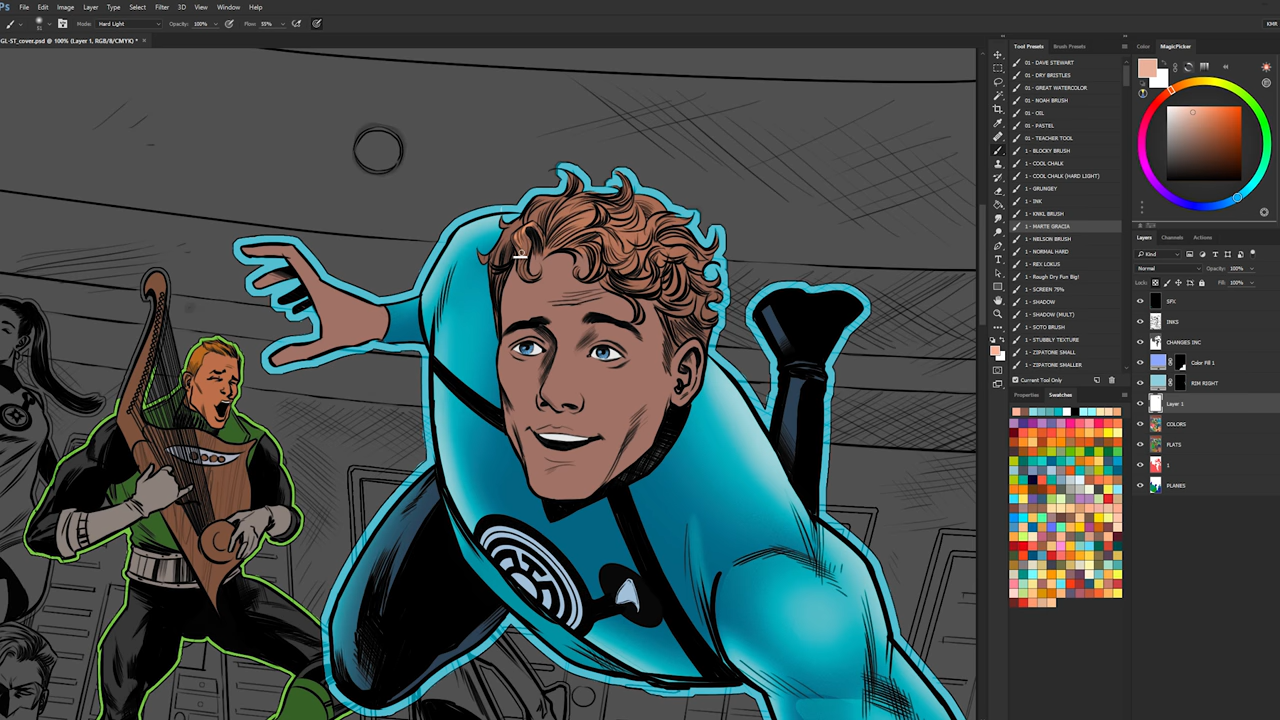 Ps File Edit Image Layer Type Select Filter 3D View Window Help
Mode: Hard Light Opacity: 100% Flow: 55%
GL-ST_cover.psd @ 100% (Layer 1, RGB/8/CMYK) * ×
Tool Presets Brush Presets
01 - DAVE STEWART
01 - DRY BRISTLES
01 - GREAT WATERCOLOR
01 - NOAH BRUSH
01 - OIL
01 - PASTEL
01 - TEACHER TOOL
1 - BLOCKY BRUSH
1 - COOL CHALK
1 - COOL CHALK (HARD LIGHT)
1 - GRUNGEY
1 - INK
1 - KNKL BRUSH
1 - MARTE GRACIA
1 - NELSON BRUSH
1 - NORMAL HARD
1 - REX LOKUS
1 - Rough Dry Fun Big!
1 - SCREEN 75%
1 - SHADOW
1 - SHADOW (MULT)
1 - SOTO BRUSH
1 - STUBBLY TEXTURE
1 - ZIPATONE SMALL
1 - ZIPATONE SMALLER
Current Tool Only
Properties Swatches
Color MagicPicker
Layers Channels Paths
Kind
Normal Opacity: 100%
Lock: Fill: 100%
SFX
INKS
CHANGES INC
Color Fill 1
RIM RIGHT
Layer 1
COLORS
FLATS
1
PLANES